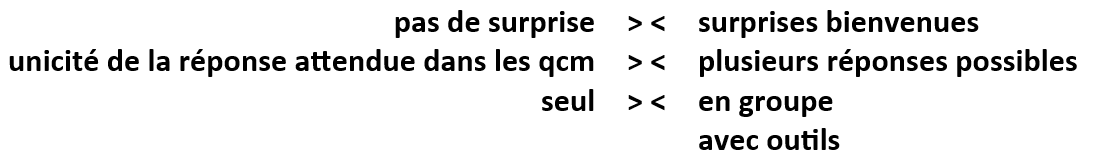 pas de surprise > < surprises bienvenues
unicité de la réponse attendue dans les qcm > < plusieurs réponses possibles
seul > < en groupe
avec outils